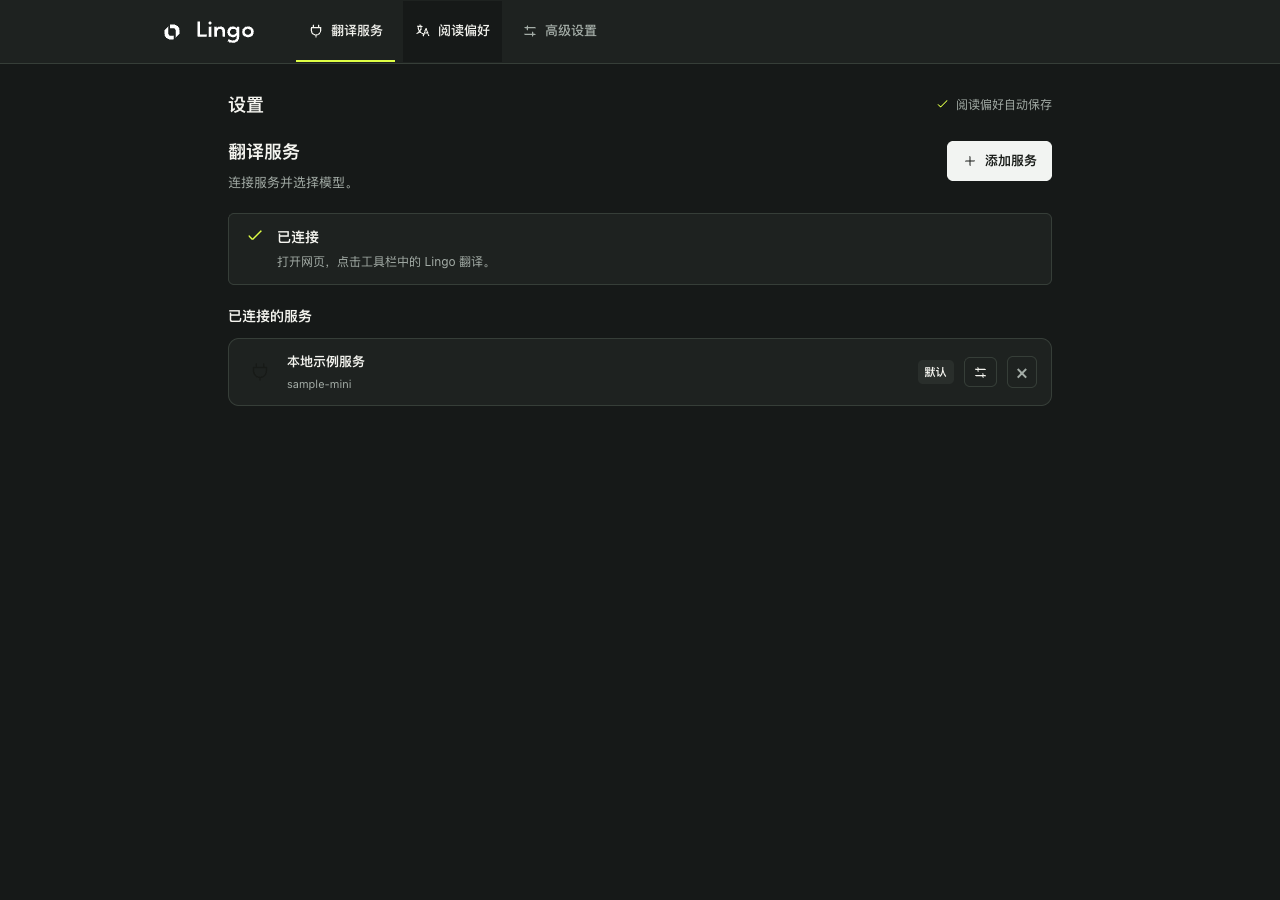 Lingo
翻译服务
阅读偏好
高级设置
设置
阅读偏好自动保存
翻译服务
连接服务并选择模型。
添加服务
已连接
打开网页，点击工具栏中的 Lingo 翻译。
已连接的服务
本地示例服务
sample-mini
默认